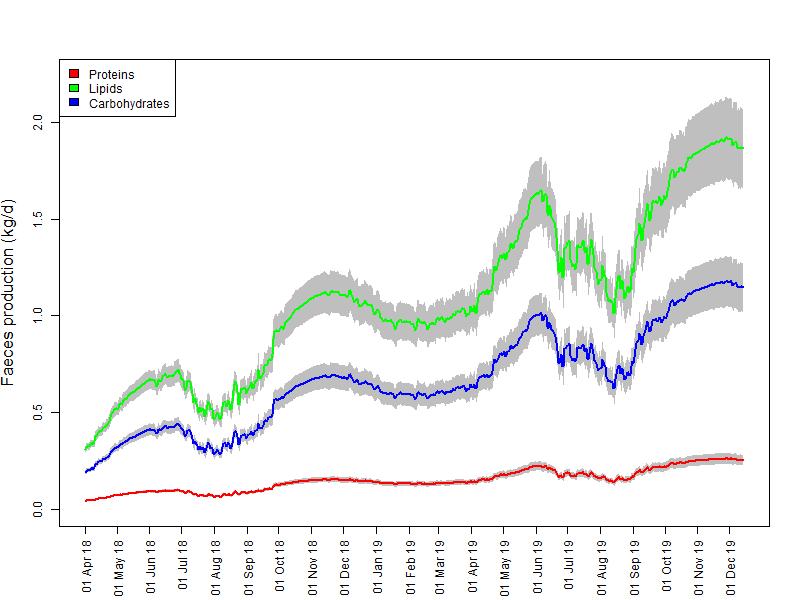 Proteins
Lipids
Carbohydrates
Faeces production (kg/d)
2.0
1.5
1.0
0.5
0.0
01 Apr 18
01 May 18
01 Jun 18
01 Jul 18
01 Aug 18
01 Sep 18
01 Oct 18
01 Nov 18
01 Dec 18
01 Jan 19
01 Feb 19
01 Mar 19
01 Apr 19
01 May 19
01 Jun 19
01 Jul 19
01 Aug 19
01 Sep 19
01 Oct 19
01 Nov 19
01 Dec 19